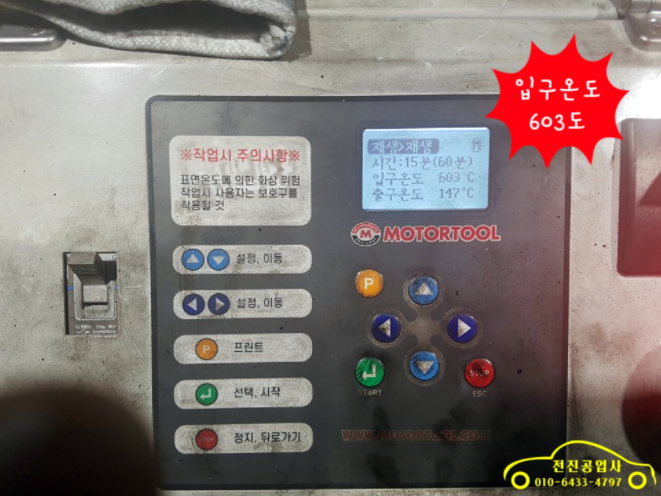 입구온도
603도
재생>재생
시간:15분(60분)
입구온도 603℃
출구온도 147℃
※작업시 주의사항※
표면온도에 의한 화상 위험
작업시 사용자는 보호구를
착용할 것
MOTORTOOL
설정, 이동
설정, 이동
P 프린트
선택, 시작
STOP 정지, 뒤로가기
P
START
STOP
ESC
WWW.MOTORTOOL.CO.K
전진공업사
010-6433-4797